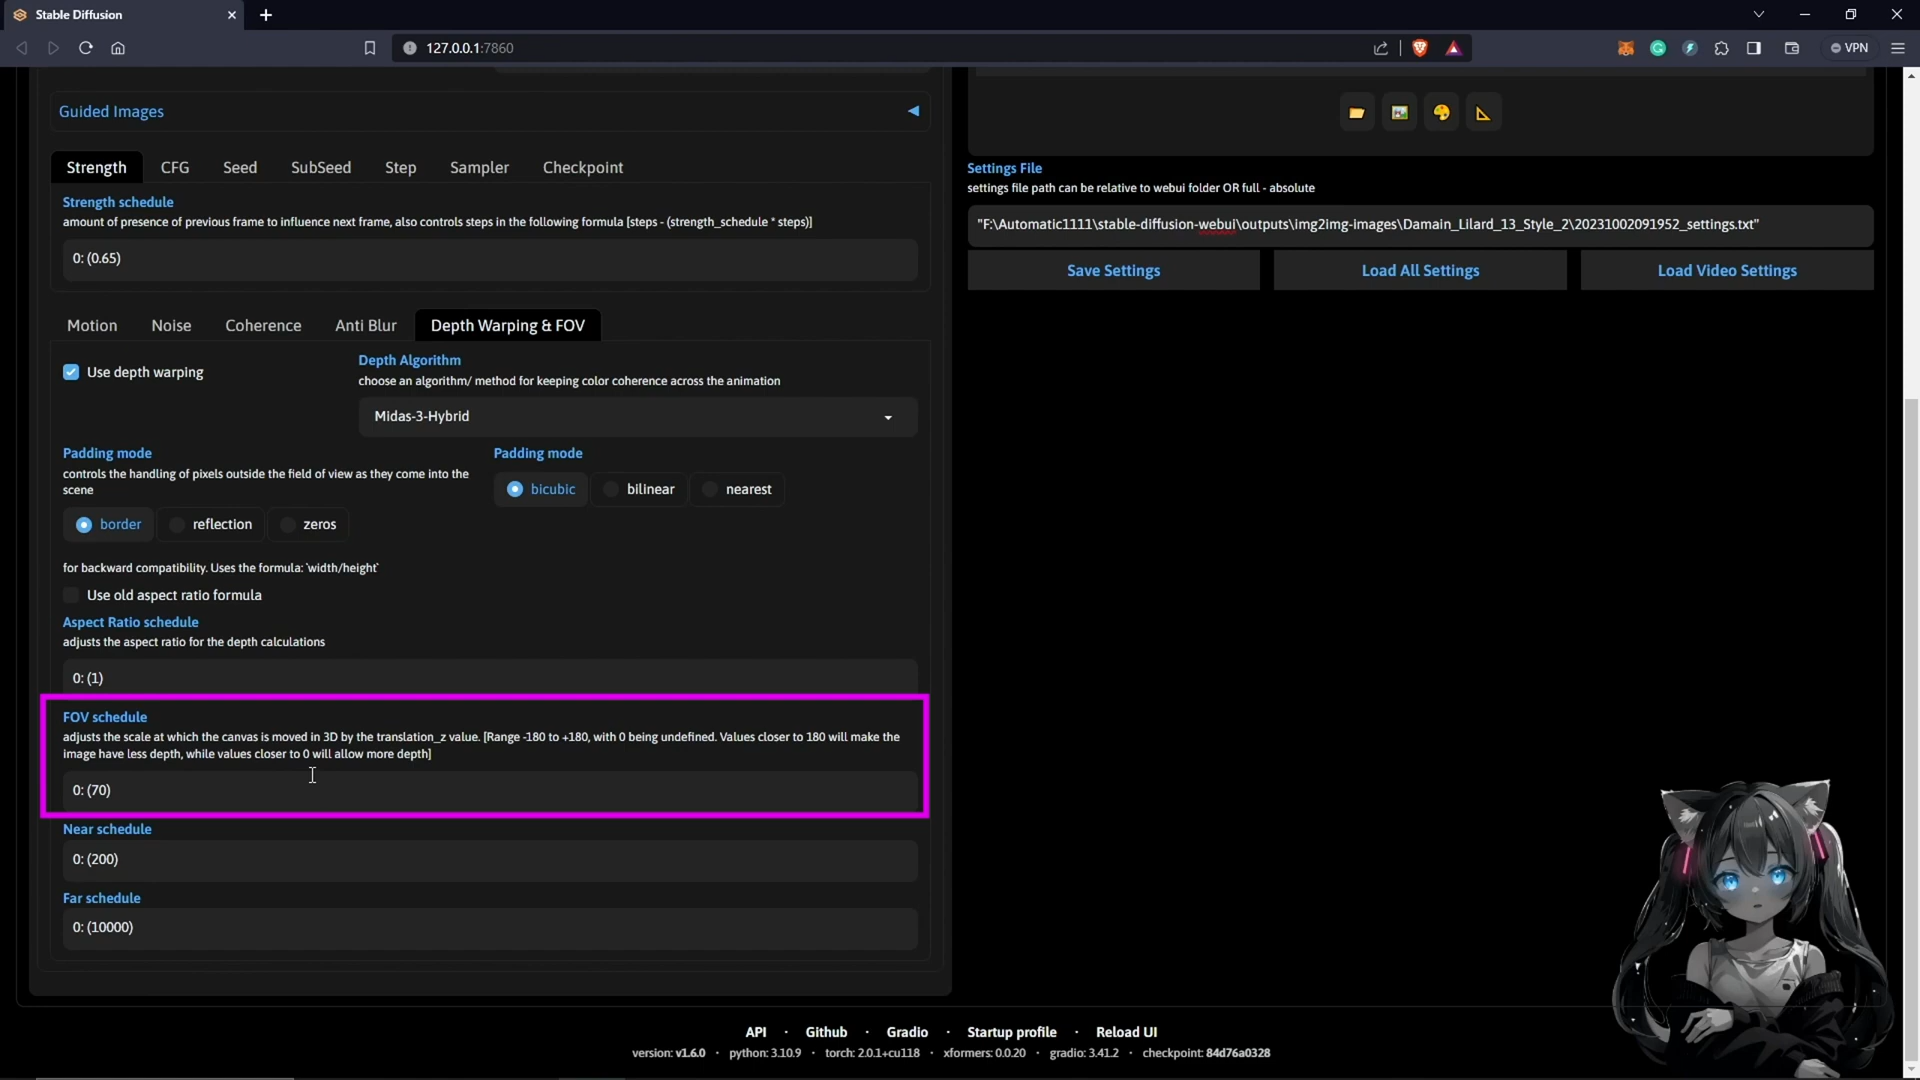 Stable Diffusion
127.0.0.1:7860
VPN
Guided Images
Strength CFG Seed SubSeed Step Sampler Checkpoint
Strength schedule
amount of presence of previous frame to influence next frame, also controls steps in the following formula [steps - (strength_schedule * steps)]
0: (0.65)
Motion Noise Coherence Anti Blur Depth Warping & FOV
Use depth warping
Depth Algorithm
choose an algorithm/ method for keeping color coherence across the animation
Midas-3-Hybrid
Padding mode
controls the handling of pixels outside the field of view as they come into the
scene
border reflection zeros
Padding mode
bicubic bilinear nearest
for backward compatibility. Uses the formula: `width/height`
Use old aspect ratio formula
Aspect Ratio schedule
adjusts the aspect ratio for the depth calculations
0: (1)
FOV schedule
adjusts the scale at which the canvas is moved in 3D by the translation_z value. [Range -180 to +180, with 0 being undefined. Values closer to 180 will make the
image have less depth, while values closer to 0 will allow more depth]
0: (70)
Near schedule
0: (200)
Far schedule
0: (10000)
Settings File
settings file path can be relative to webui folder OR full - absolute
"F:\Automatic1111\stable-diffusion-webui\outputs\img2img-images\Damain_Lilard_13_Style_2\20231002091952_settings.txt"
Save Settings Load All Settings Load Video Settings
API · Github · Gradio · Startup profile · Reload UI
version: v1.6.0 · python: 3.10.9 · torch: 2.0.1+cu118 · xformers: 0.0.20 · gradio: 3.41.2 · checkpoint: 84d76a0328